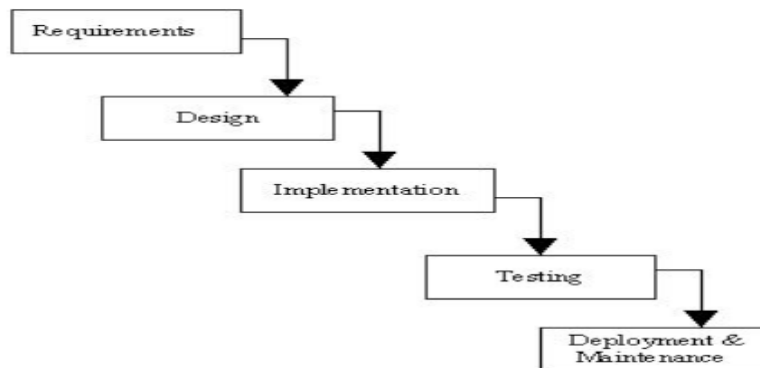 Requirements
Design
Implementation
Testing
Deployment &
Maintenance